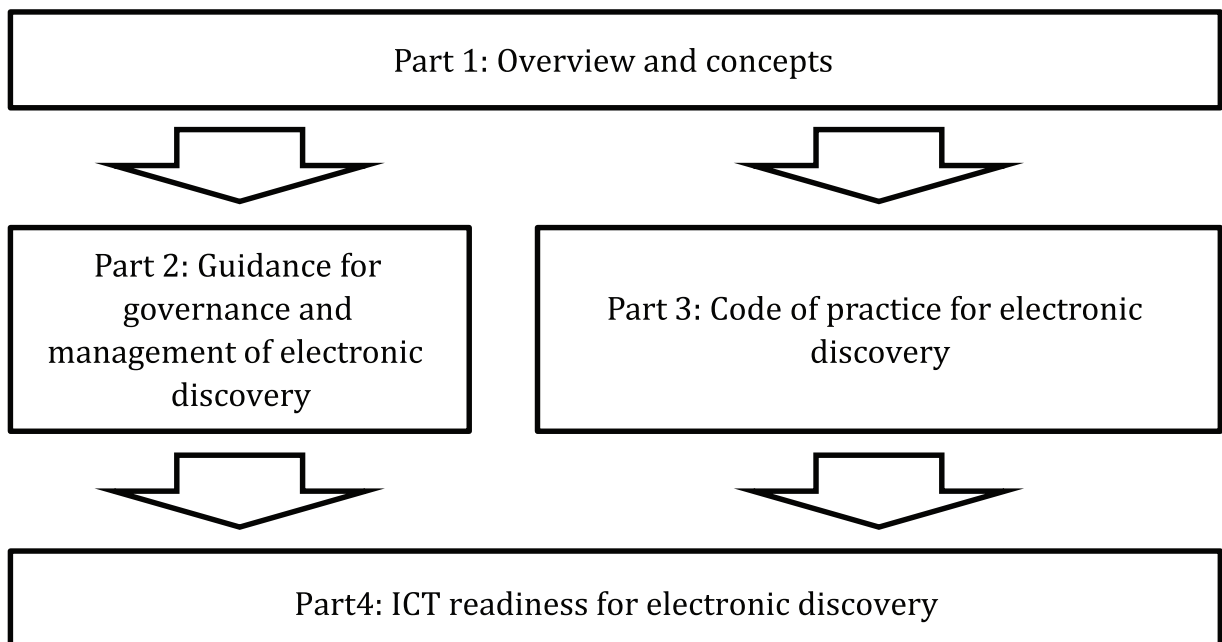 Part 1: Overview and concepts
Part 2: Guidance for
governance and
management of electronic
discovery
Part 3: Code of practice for electronic
discovery
Part4: ICT readiness for electronic discovery